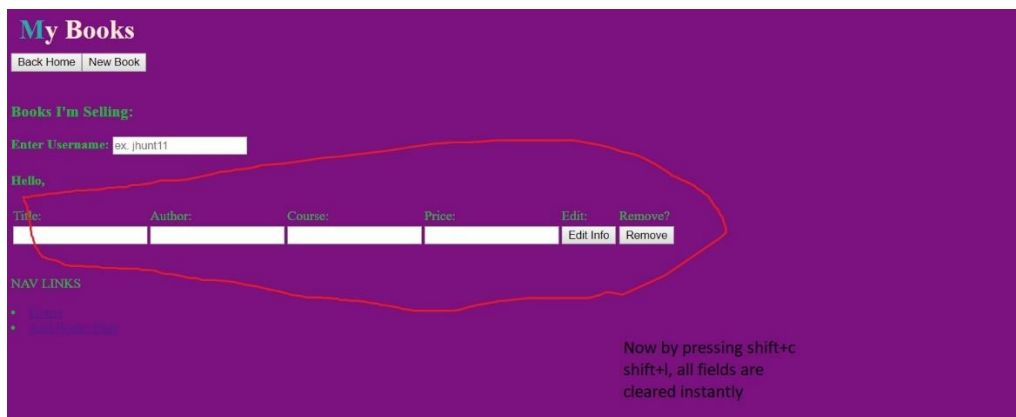 My Books
Back Home New Book
Books I'm Selling:
Enter Username: ex. jhunt11
Hello,
Title: Author: Course: Price: Edit: Remove?
Edit Info Remove
NAV LINKS
Now by pressing shift+c
shift+l, all fields are
cleared instantly